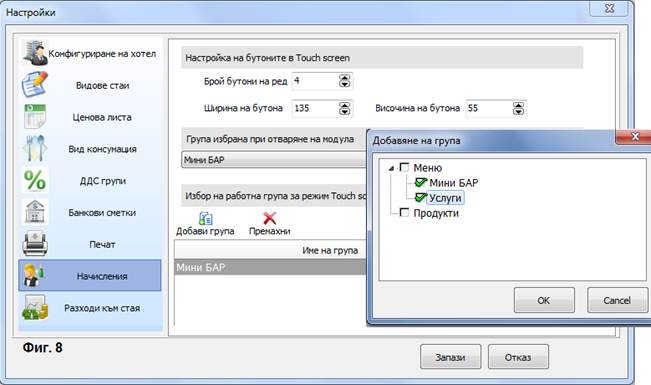 Настройки
Конфигуриране на хотел
Видове стаи
Ценова листа
Вид консумация
ДДС групи
Банкови сметки
Печат
Начисления
Разходи към стая
Настройка на бутоните в Touch screen
Брой бутони на ред 4
Ширина на бутона 135 Височина на бутона 55
Група избрана при отваряне на модула
Мини БАР
Избор на работна група за режим Touch sc
Добави група Премахни
Име на група
Мини БАР
Добавяне на група
Меню
Мини БАР
Услуги
Продукти
OK Cancel
Фиг. 8
Запази Отказ